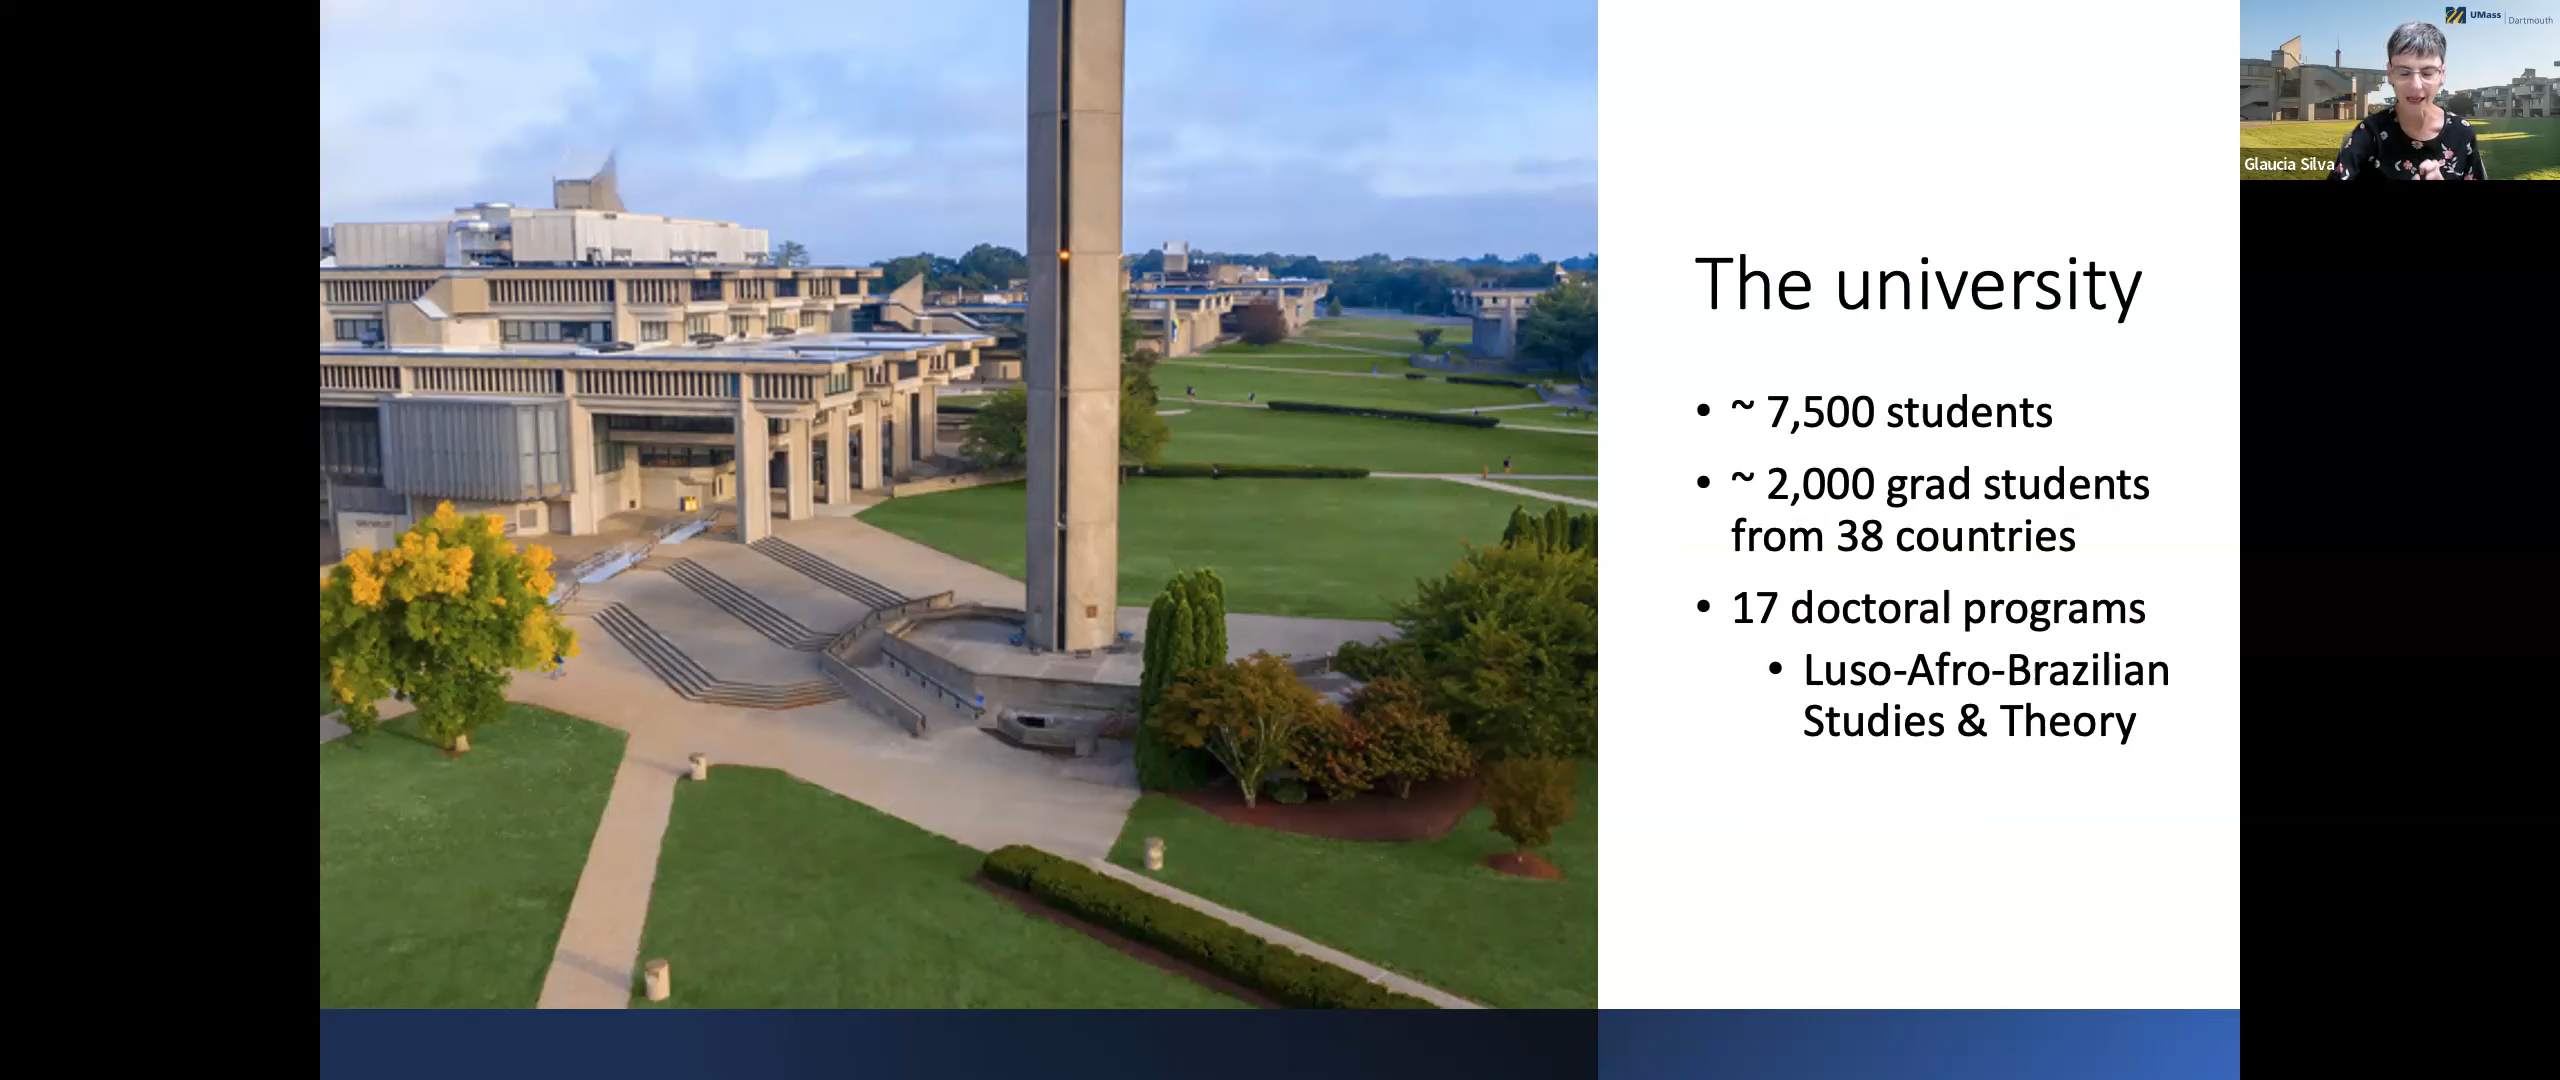 The university
• ~ 7,500 students
• ~ 2,000 grad students
from 38 countries
• 17 doctoral programs
• Luso-Afro-Brazilian
Studies & Theory
UMass | Dartmouth
Glaucia Silva